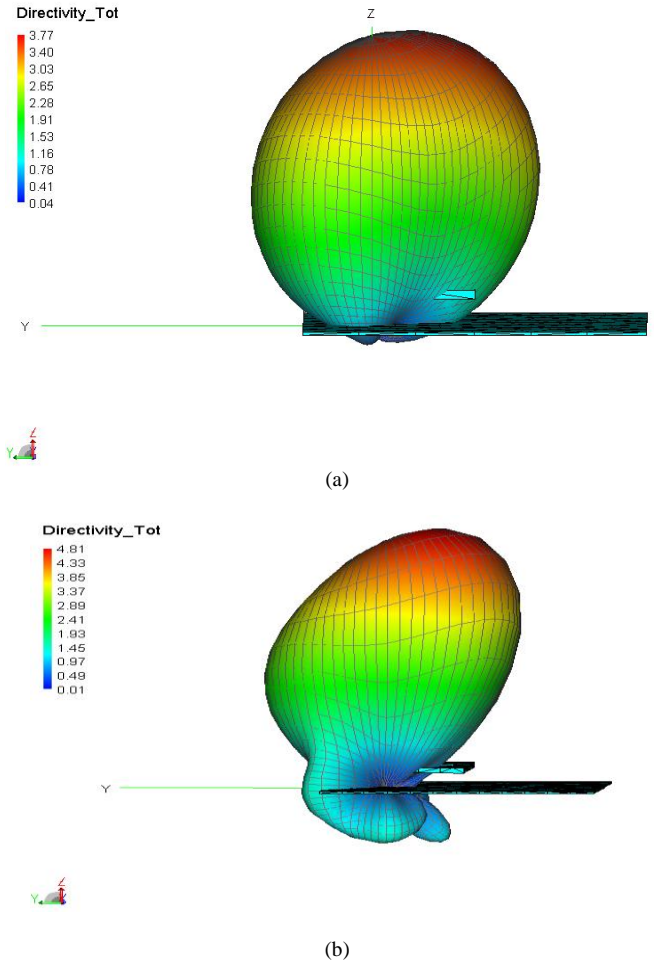 Directivity_Tot
Z
3.77
3.40
3.03
2.65
2.28
1.91
1.53
1.16
0.78
0.41
0.04
Y
Z
Y
(a)
Directivity_Tot
4.81
4.33
3.85
3.37
2.89
2.41
1.93
1.45
0.97
0.49
0.01
Y
Z
Y
(b)